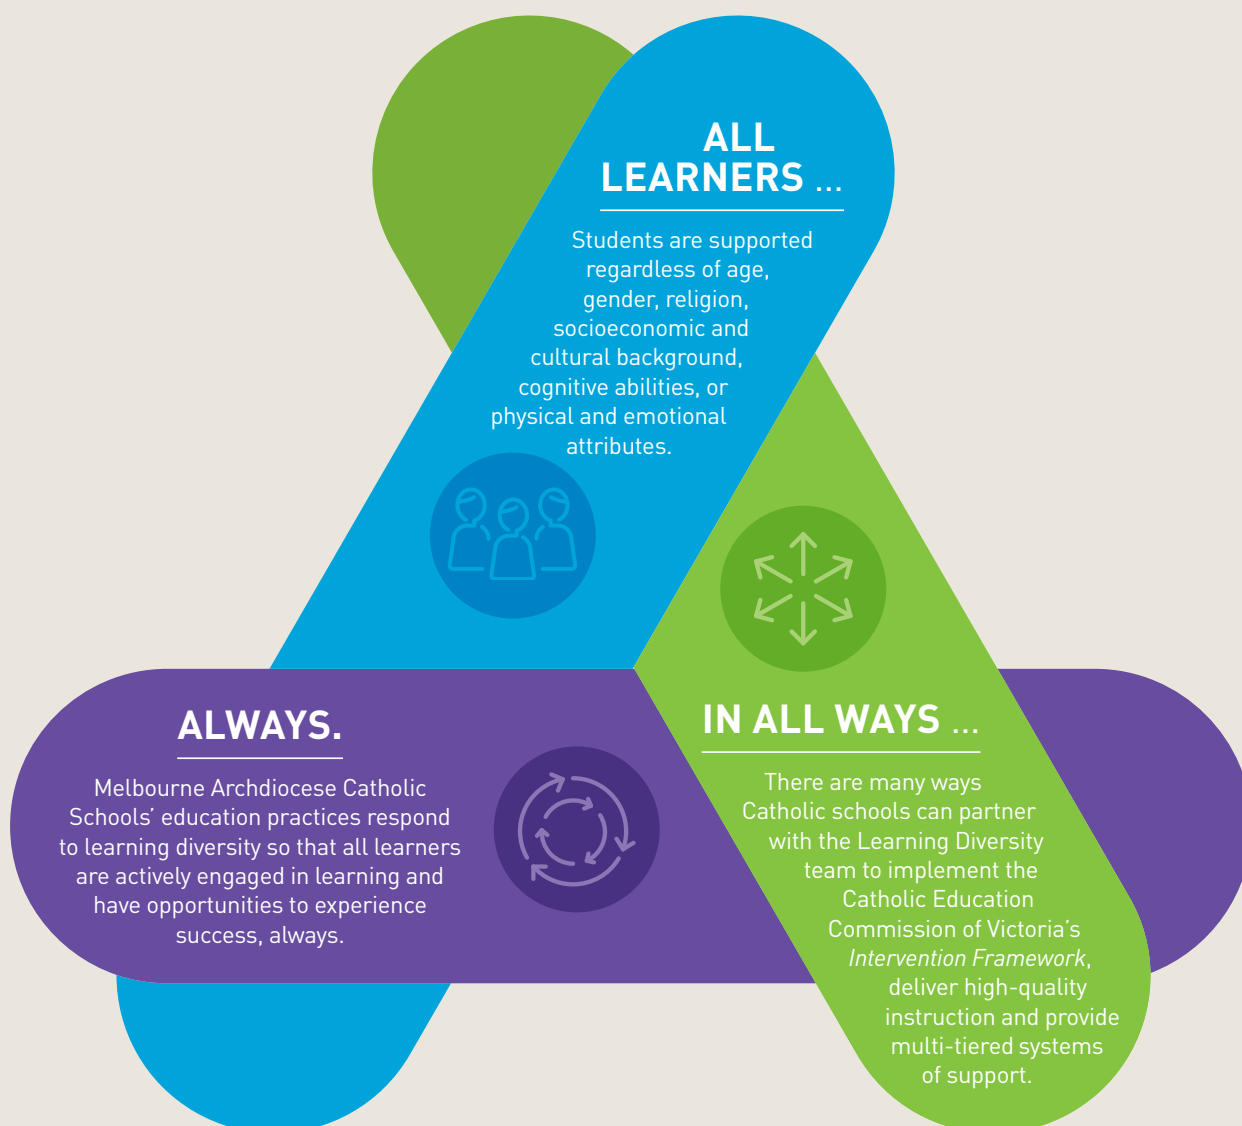 ALL
LEARNERS ...
Students are supported
regardless of age,
gender, religion,
socioeconomic and
cultural background,
cognitive abilities, or
physical and emotional
attributes.
IN ALL WAYS ...
There are many ways
Catholic schools can partner
with the Learning Diversity
team to implement the
Catholic Education
Commission of Victoria’s
Intervention Framework,
deliver high-quality
instruction and provide
multi-tiered systems
of support.
ALWAYS.
Melbourne Archdiocese Catholic
Schools’ education practices respond
to learning diversity so that all learners
are actively engaged in learning and
have opportunities to experience
success, always.